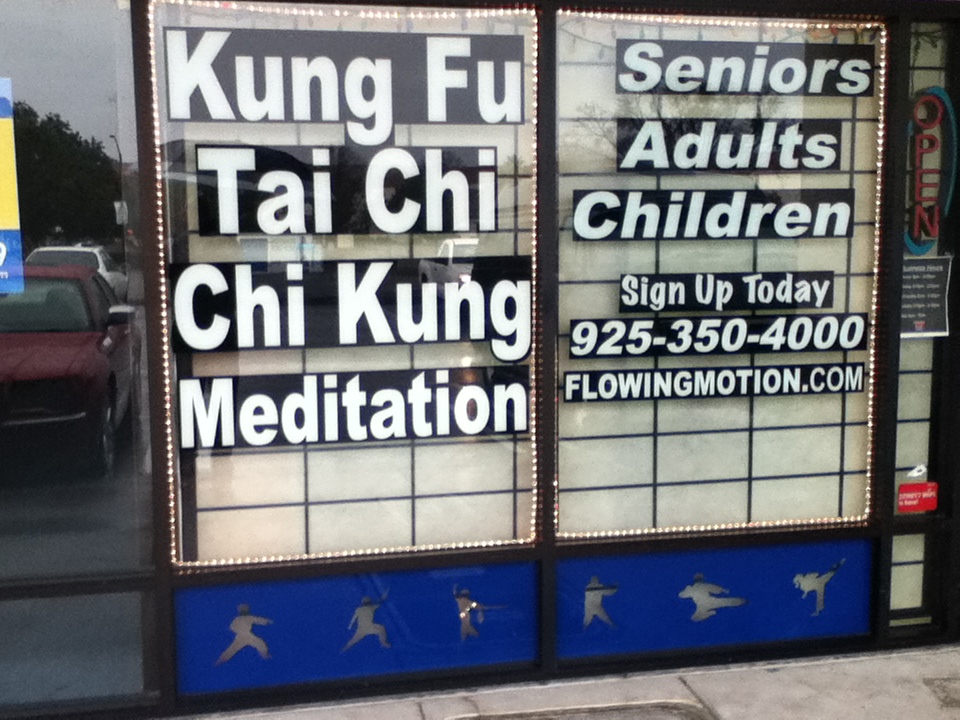 Kung Fu
Tai Chi
Chi Kung
Meditation
Seniors
Adults
Children
Sign Up Today
925-350-4000
FLOWINGMOTION.COM
OPEN